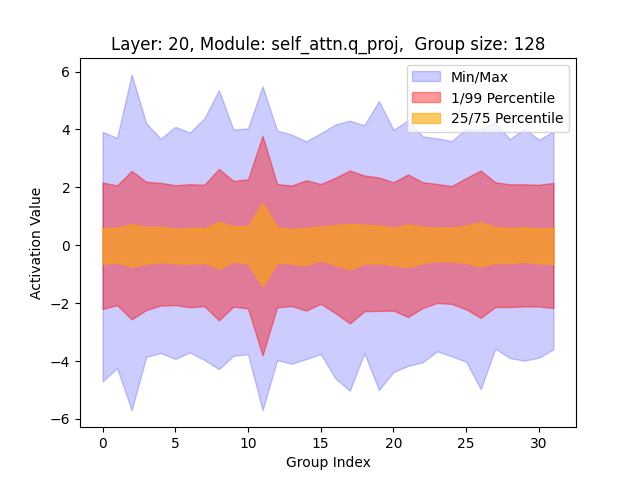 Layer: 20, Module: self_attn.q_proj,  Group size: 128
Min/Max
1/99 Percentile
25/75 Percentile
Activation Value
6
4
2
0
−2
−4
−6
0 5 10 15 20 25 30
Group Index